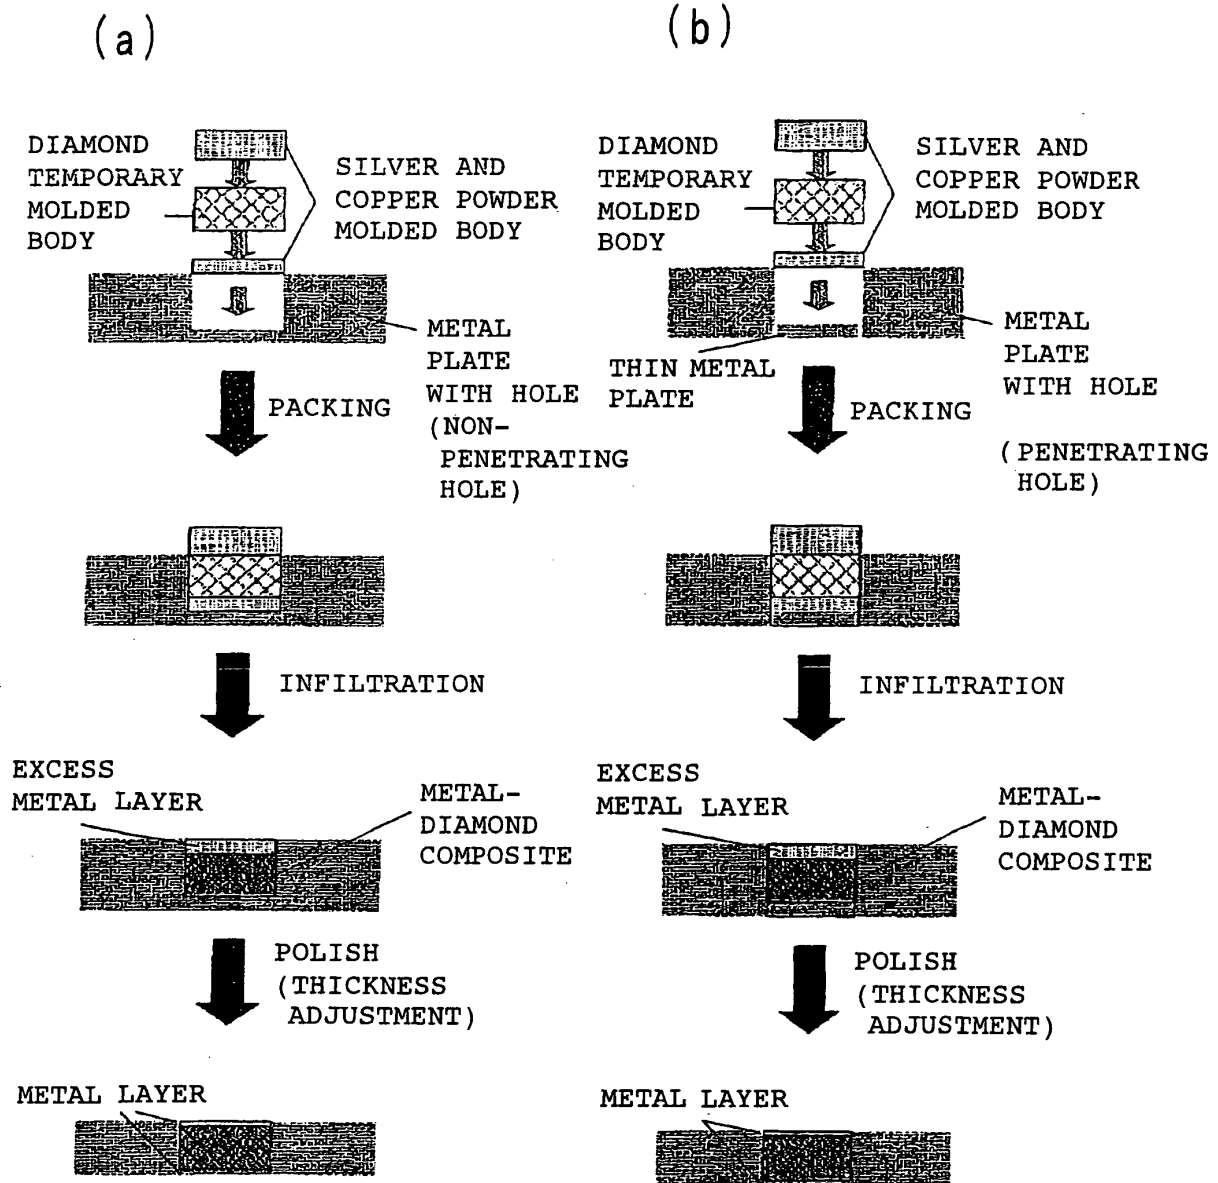 (a)
DIAMOND
TEMPORARY
MOLDED
BODY
SILVER AND
COPPER POWDER
MOLDED BODY
METAL
PLATE
WITH HOLE
(NON-
PENETRATING
HOLE)
PACKING
INFILTRATION
EXCESS
METAL LAYER
METAL-
DIAMOND
COMPOSITE
POLISH
(THICKNESS
ADJUSTMENT)
METAL LAYER
(b)
DIAMOND
TEMPORARY
MOLDED
BODY
SILVER AND
COPPER POWDER
MOLDED BODY
THIN METAL
PLATE
METAL
PLATE
WITH HOLE
(PENETRATING
HOLE)
PACKING
INFILTRATION
EXCESS
METAL LAYER
METAL-
DIAMOND
COMPOSITE
POLISH
(THICKNESS
ADJUSTMENT)
METAL LAYER